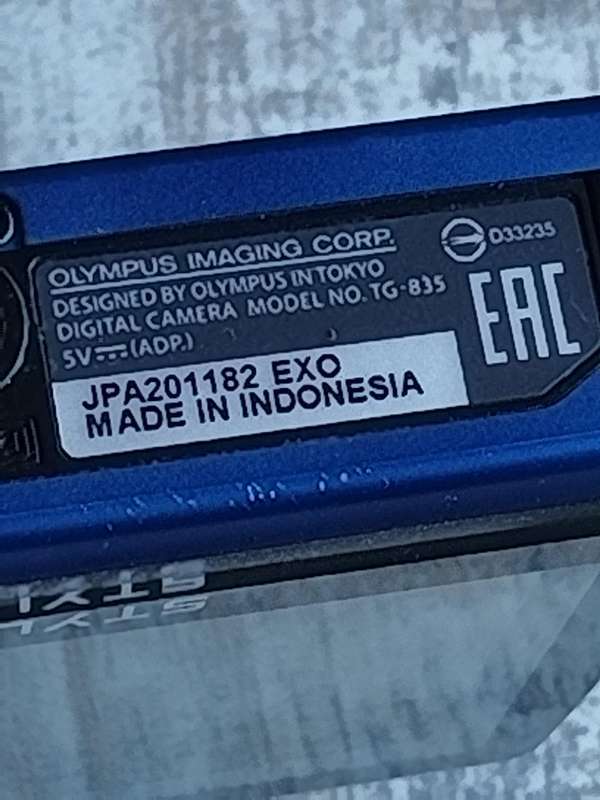 OLYMPUS IMAGING CORP.
DESIGNED BY OLYMPUS IN TOKYO
DIGITAL CAMERA MODEL NO. TG-835
5V⎓(ADP.)
D33235
EAC
JPA201182 EXO
MADE IN INDONESIA